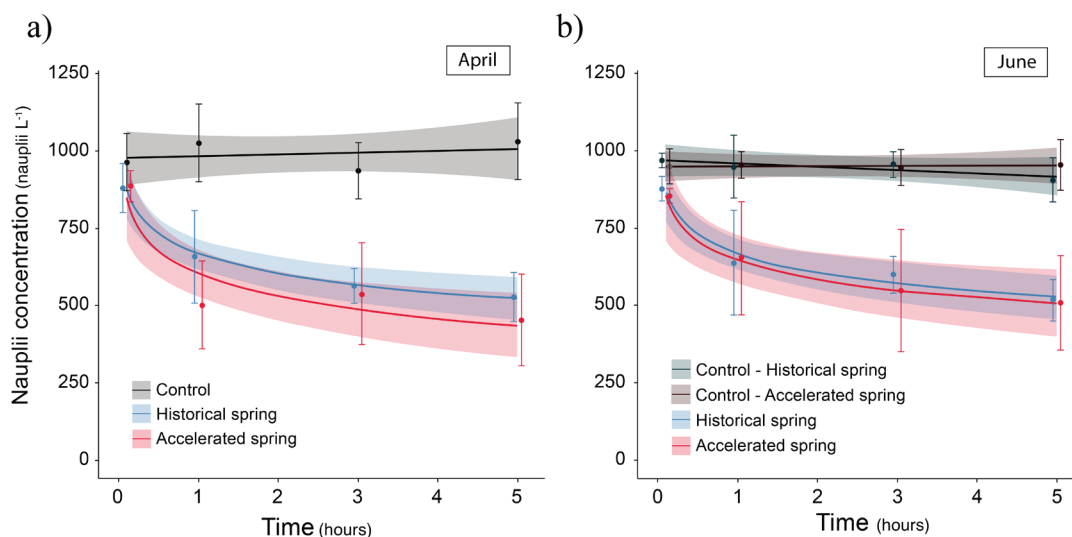 a)
April
Nauplii concentration (nauplii L-1)
1250
1000
750
500
250
0
Control
Historical spring
Accelerated spring
0 1 2 3 4 5
Time (hours)
b)
June
1250
1000
750
500
250
0
Control - Historical spring
Control - Accelerated spring
Historical spring
Accelerated spring
0 1 2 3 4 5
Time (hours)